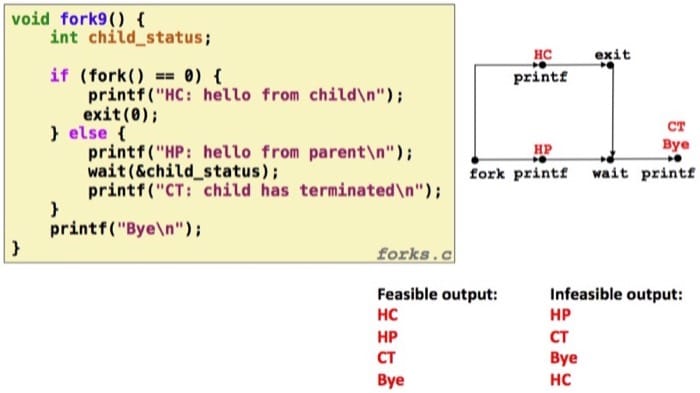 void fork9() {
    int child_status;

    if (fork() == 0) {
        printf("HC: hello from child\n");
        exit(0);
    } else {
        printf("HP: hello from parent\n");
        wait(&child_status);
        printf("CT: child has terminated\n");
    }
    printf("Bye\n");
}
forks.c
HC exit
printf
CT
HP Bye
fork printf wait printf
Feasible output:
HC
HP
CT
Bye
Infeasible output:
HP
CT
Bye
HC